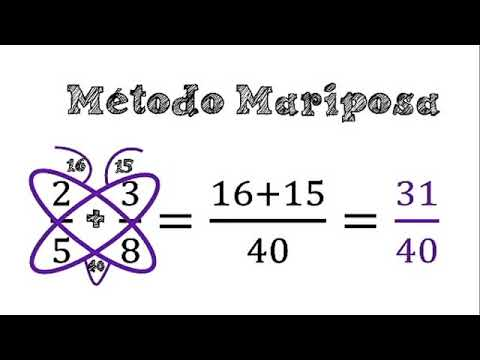 Método Mariposa
16 15
2/5 + 3/8 = 16+15/40 = 31/40
40